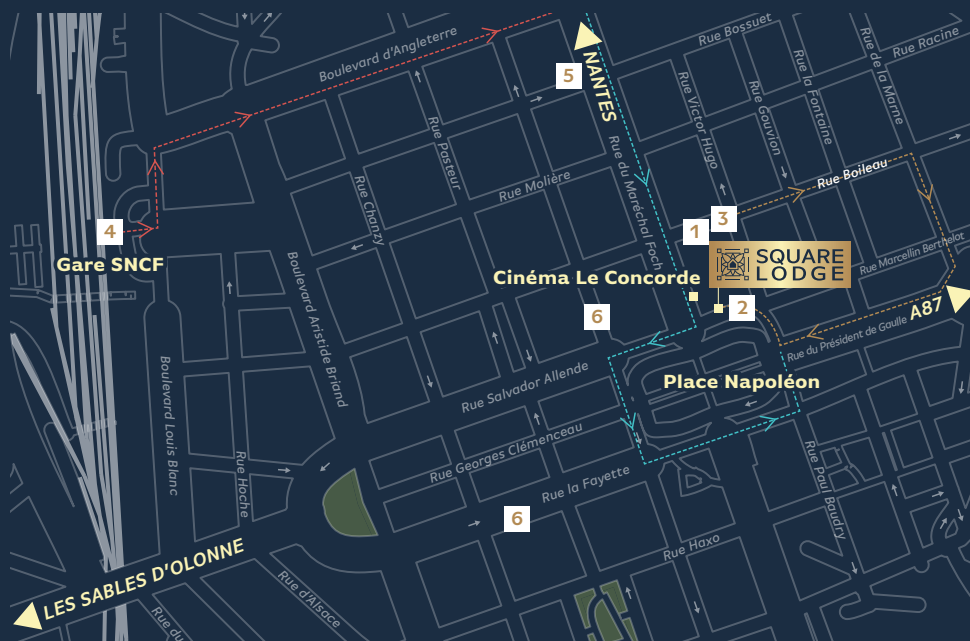 Boulevard d'Angleterre
Rue Bossuet
Rue Racine
NANTES
5
Rue Victor Hugo
Rue Gouvion
Rue la Fontaine
Rue de la Marne
Rue Pasteur
Rue Molière
Rue Chanzy
Rue du Maréchal Foch
Rue Boileau
4
Gare SNCF
1
3
SQUARE
LODGE
Cinéma Le Concorde
2
Rue Marcellin Berthelot
A87
Rue du Président de Gaulle
6
Boulevard Aristide Briand
Place Napoléon
Rue Salvador Allende
Boulevard Louis Blanc
Rue Georges Clémenceau
Rue Hoche
Rue la Fayette
Rue Paul Baudry
6
Rue Haxo
LES SABLES D'OLONNE
Rue d'Alsace
Rue du